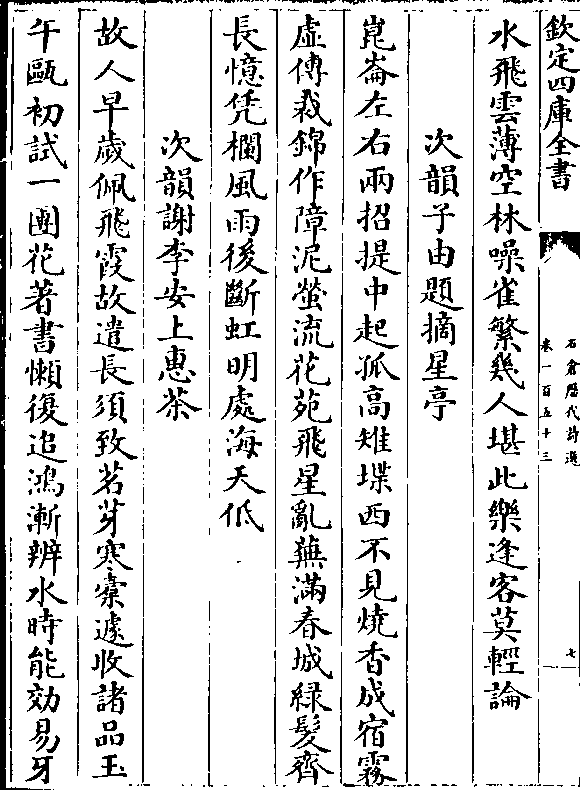 欽定四庫全書
石倉歷代詩選
卷一百五十三
七
水飛雲薄空林噪雀繁幾人堪此樂逢客莫輕論
次韻子由題摘星亭
崑崙左右兩招提中起孤高雉堞西不見燒香成宿霧
虛傳裁錦作障泥螢流花苑飛星亂蕪滿春城緑髮齊
長憶凭欄風雨後斷虹明處海天低
次韻謝李安上惠茶
故人早歲佩飛霞故遣長須致茗芽寒橐遽收諸品玉
午甌初試一團花著書懶復追鴻漸辨水時能効易牙